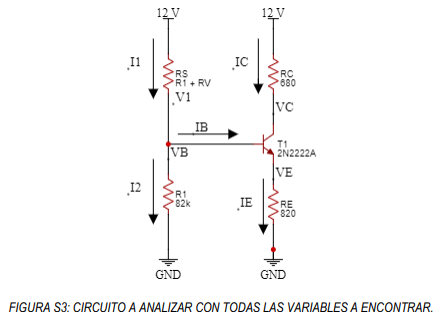 12 V
12 V
I1
RS
R1 + RV
V1
IC
RC
680
VC
IB
VB
T1
2N2222A
VE
I2
R1
82k
IE
RE
820
GND
GND
FIGURA S3: CIRCUITO A ANALIZAR CON TODAS LAS VARIABLES A ENCONTRAR.